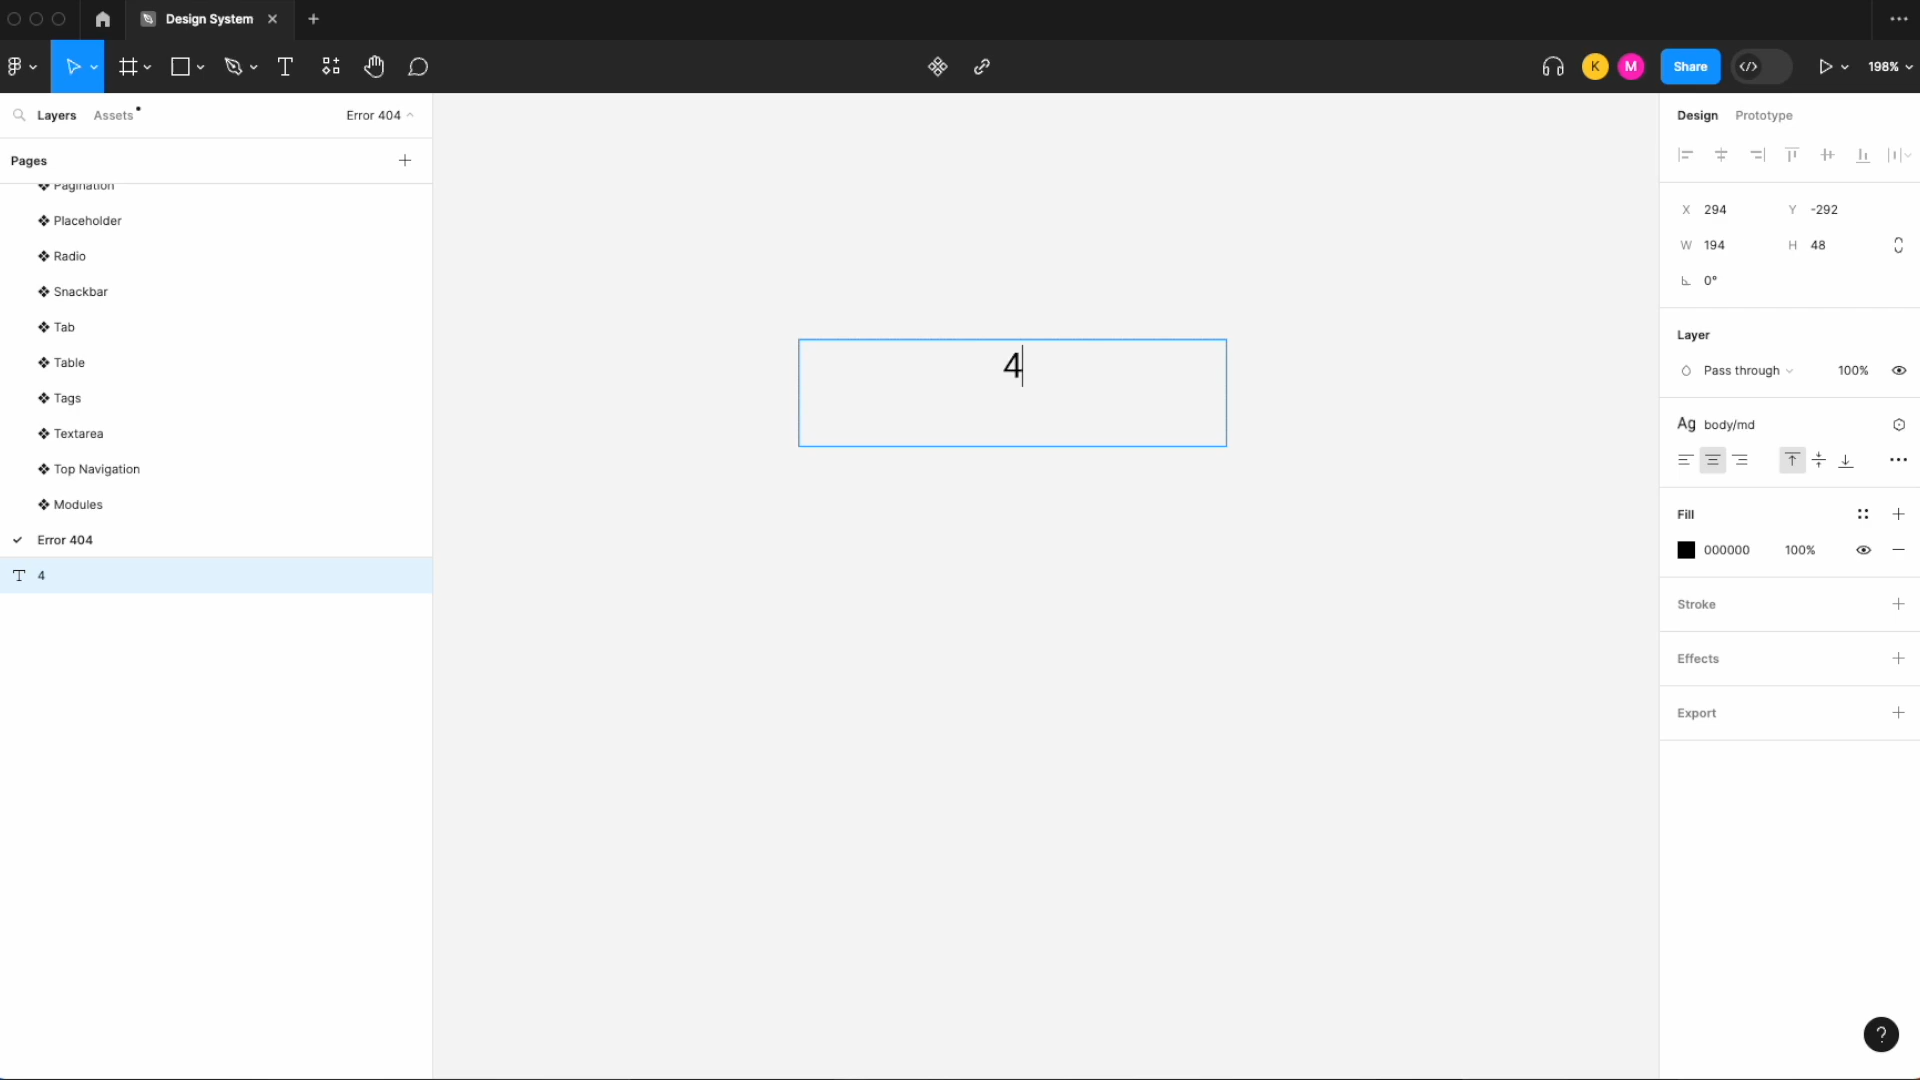 Design System
K
M
Share
198%
Layers
Assets
Error 404
Pages
Pagination
Placeholder
Radio
Snackbar
Tab
Table
Tags
Textarea
Top Navigation
Modules
Error 404
4
4
Design
Prototype
X 294
Y -292
W 194
H 48
0°
Layer
Pass through
100%
Ag body/md
Fill
000000
100%
Stroke
Effects
Export
?